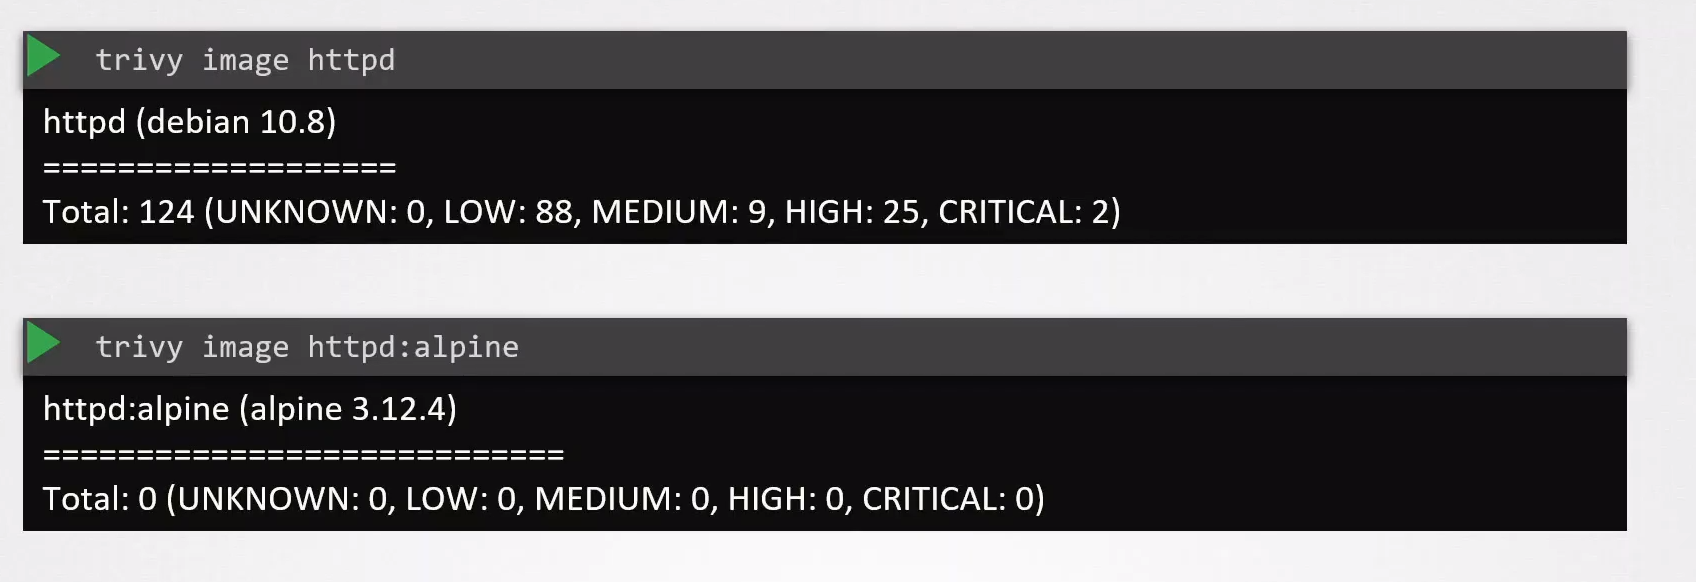 trivy image httpd
httpd (debian 10.8)
===================
Total: 124 (UNKNOWN: 0, LOW: 88, MEDIUM: 9, HIGH: 25, CRITICAL: 2)
trivy image httpd:alpine
httpd:alpine (alpine 3.12.4)
============================
Total: 0 (UNKNOWN: 0, LOW: 0, MEDIUM: 0, HIGH: 0, CRITICAL: 0)